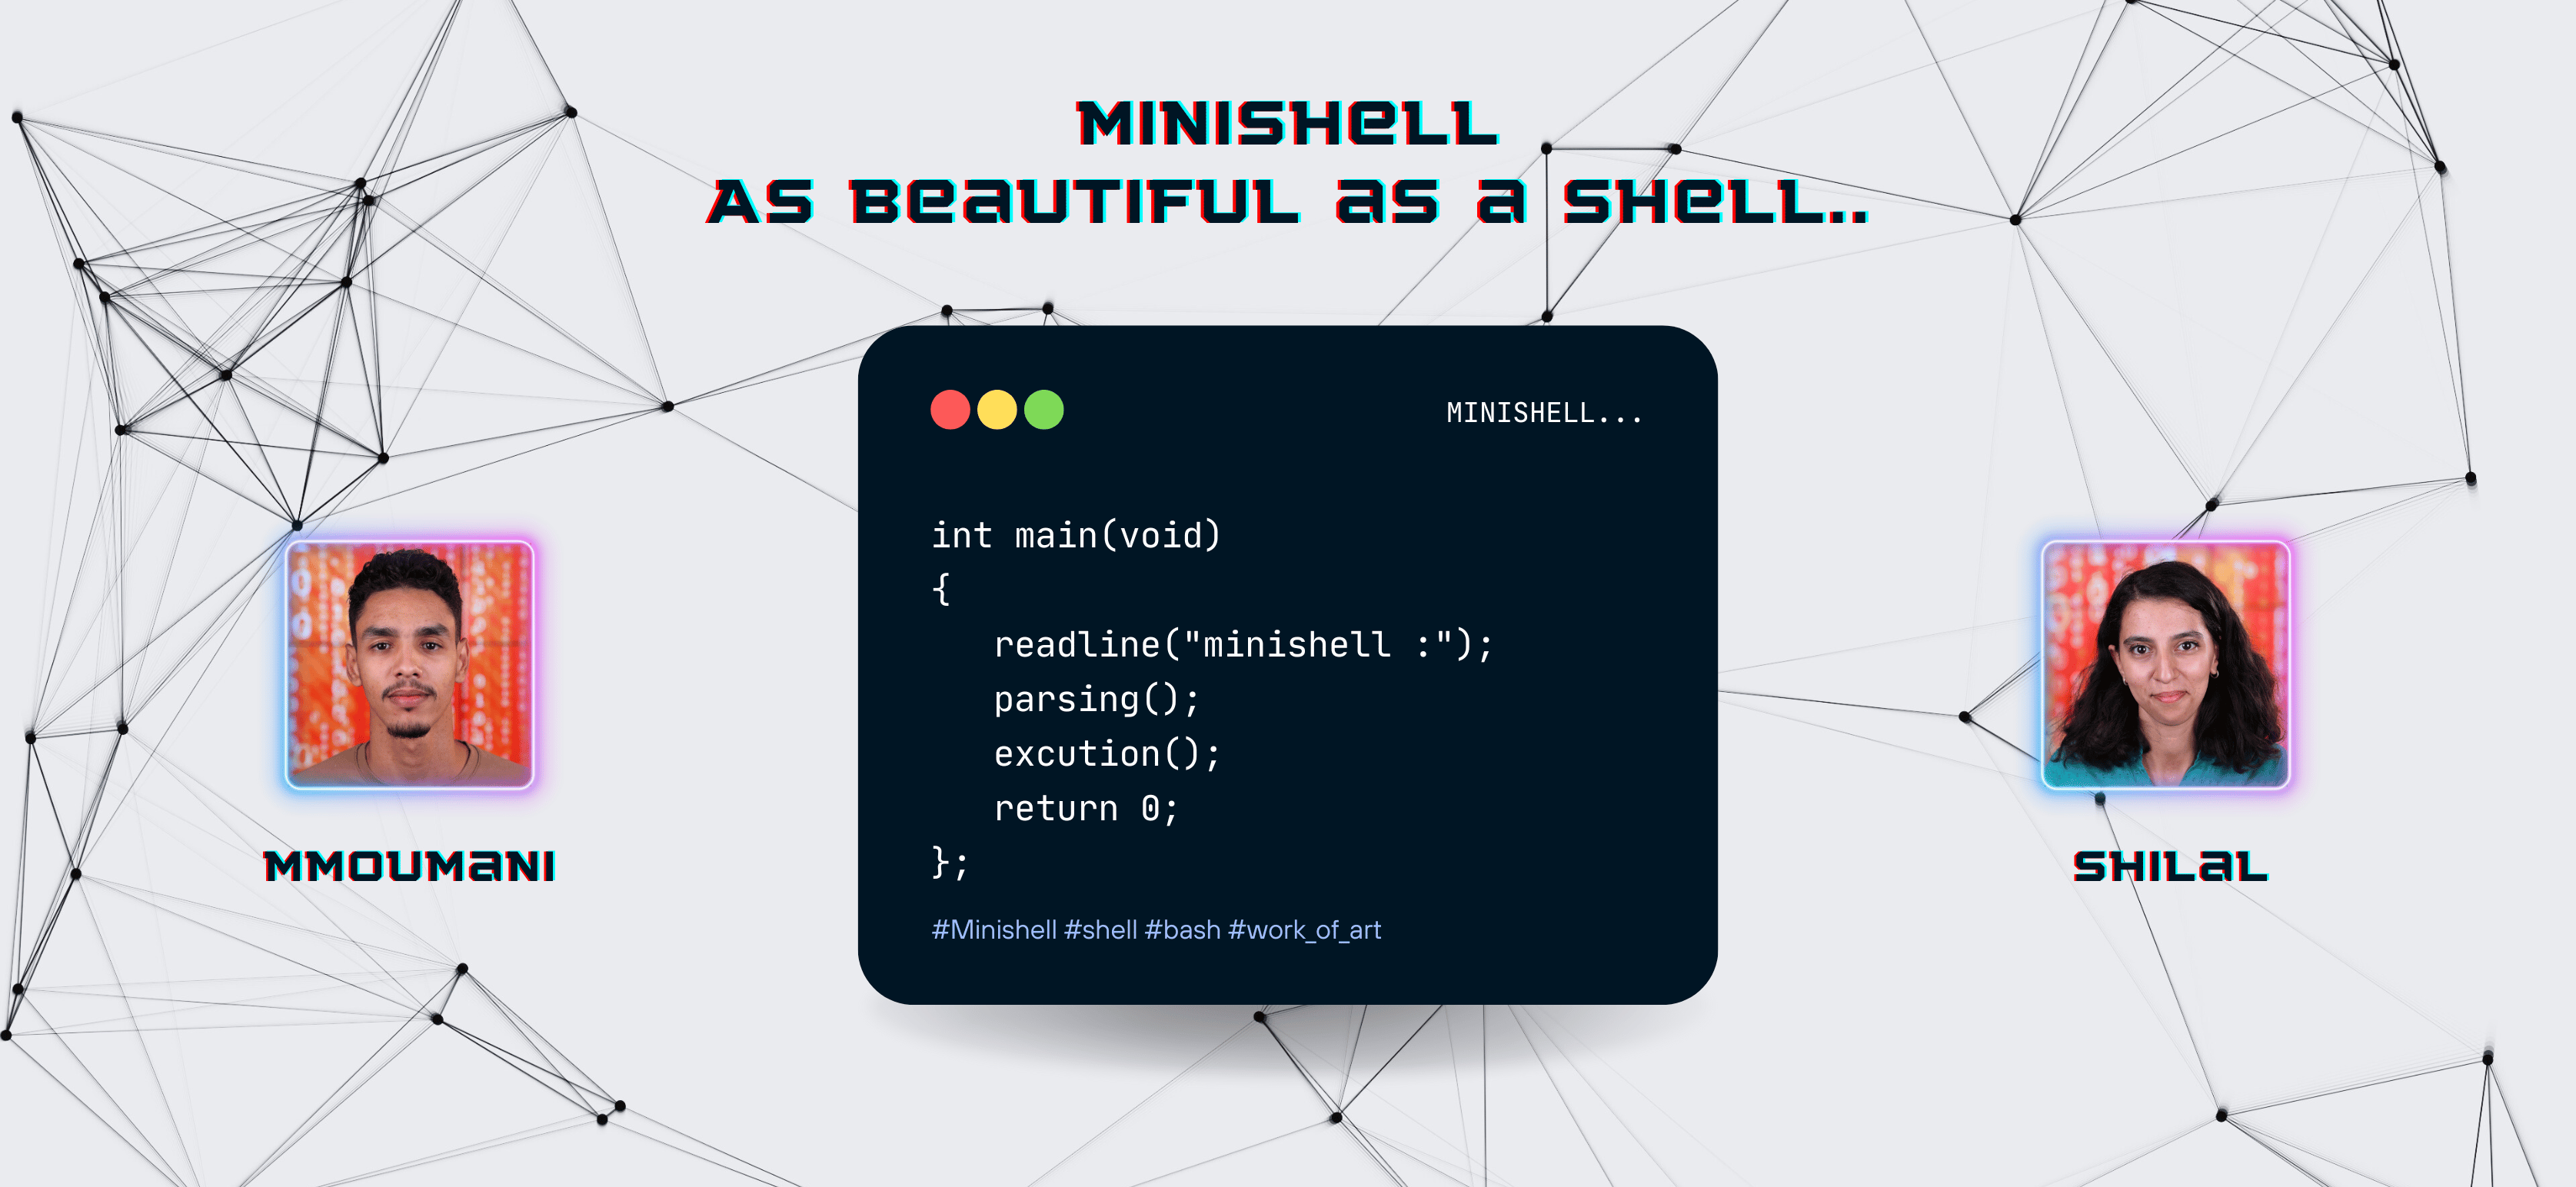 MINISHELL
AS BEAUTIFUL AS A SHELL..
MINISHELL...
int main(void)
{
readline("minishell :");
parsing();
excution();
return 0;
};
#Minishell #shell #bash #work_of_art
MMOUMANI
SHILAL